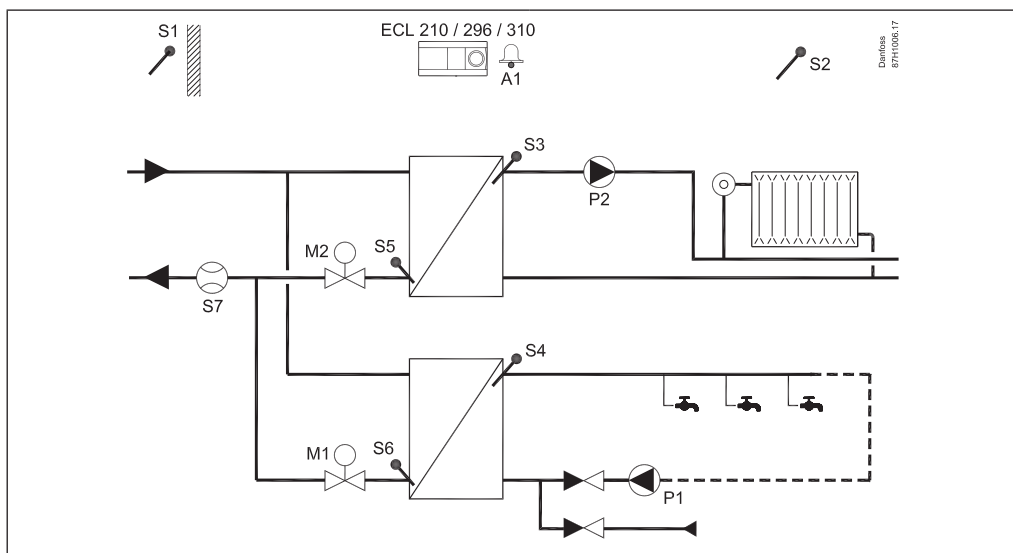 S1
ECL 210 / 296 / 310
A1
S2
Danfoss
87H1006.17
S3
P2
M2
S5
S7
S4
M1
S6
P1